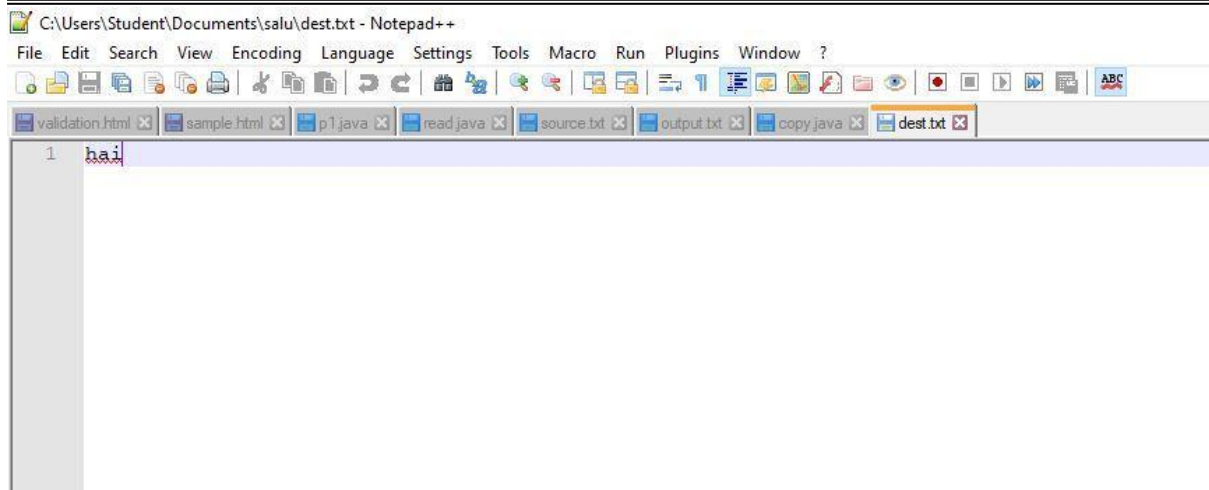 C:\Users\Student\Documents\salu\dest.txt - Notepad++
File Edit Search View Encoding Language Settings Tools Macro Run Plugins Window ?
ABC
validation.html sample.html p1.java read.java source.txt output.txt copy.java dest.txt
1 hai